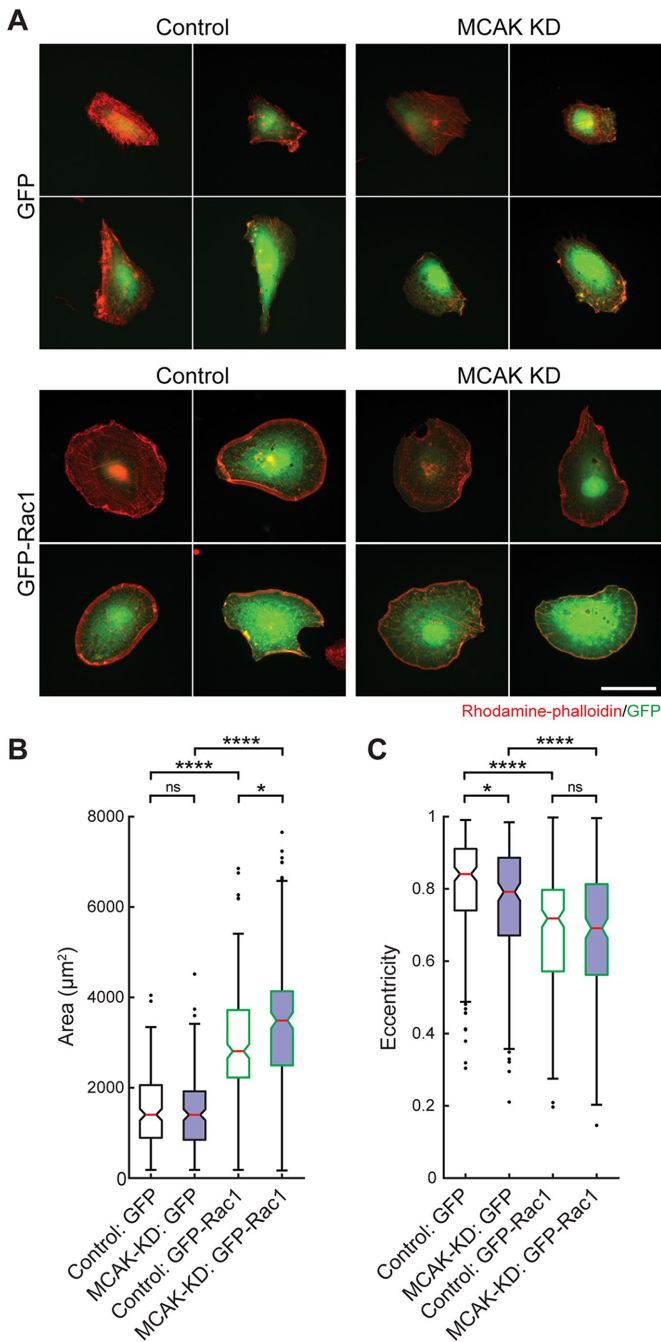 A
Control MCAK KD
GFP
Control MCAK KD
GFP-Rac1
Rhodamine-phalloidin/GFP
B
****
****
ns *
8000
6000
4000
2000
0
Area (µm²)
Control: GFP
MCAK-KD: GFP
Control: GFP-Rac1
MCAK-KD: GFP-Rac1
C
****
****
* ns
1
0.8
0.6
0.4
0.2
0
Eccentricity
Control: GFP
MCAK-KD: GFP
Control: GFP-Rac1
MCAK-KD: GFP-Rac1